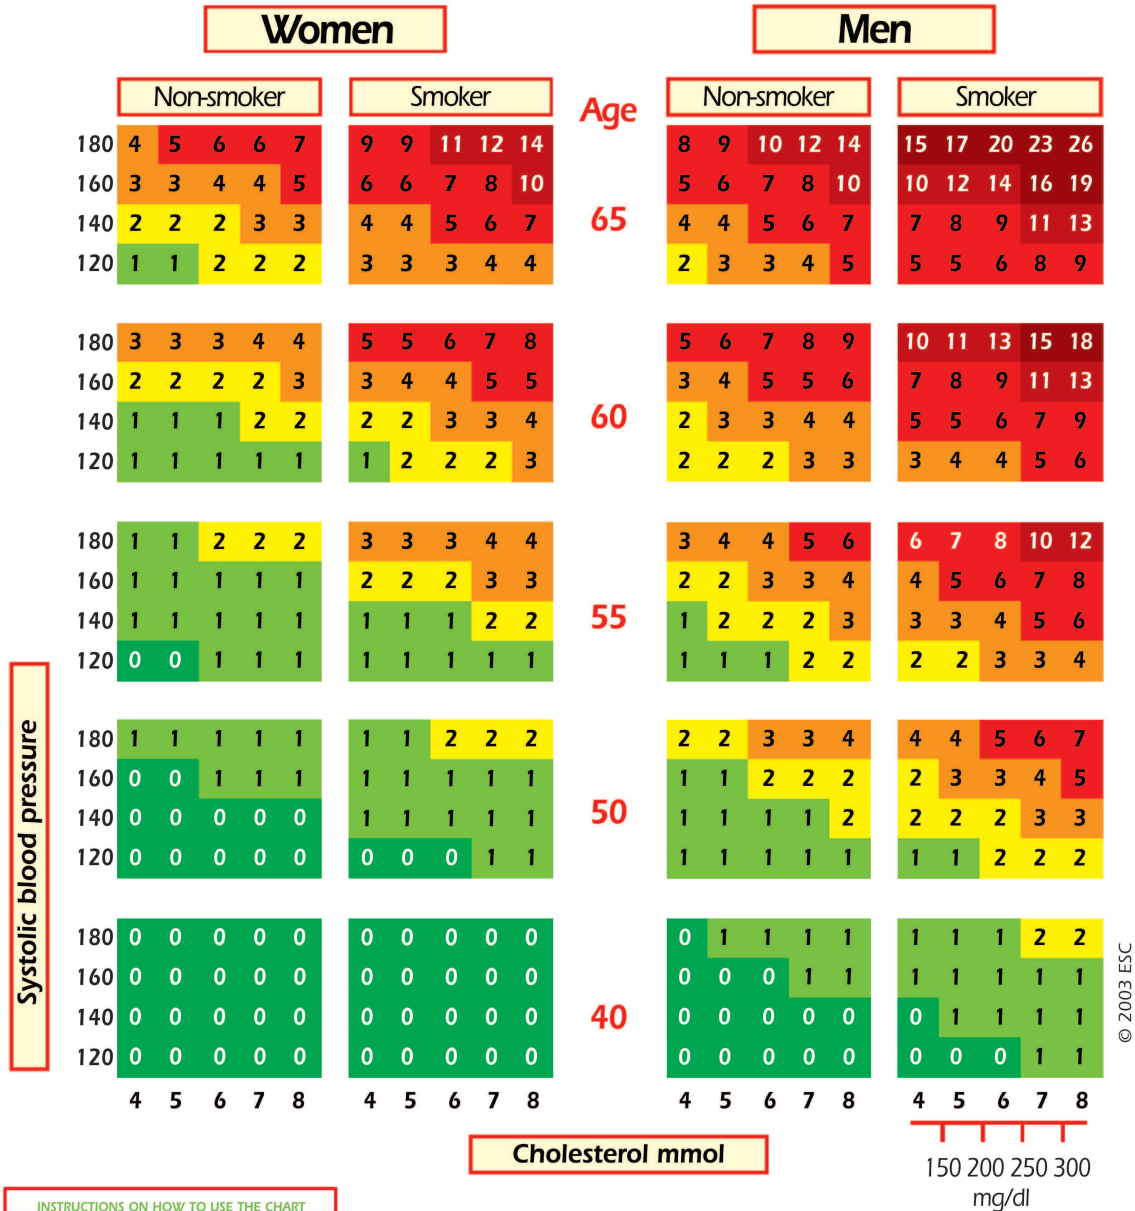 Women Men
Non-smoker Smoker Age Non-smoker Smoker
180 4 5 6 6 7 9 9 11 12 14 8 9 10 12 14 15 17 20 23 26
160 3 3 4 4 5 6 6 7 8 10 5 6 7 8 10 10 12 14 16 19
65
140 2 2 2 3 3 4 4 5 6 7 4 4 5 6 7 7 8 9 11 13
120 1 1 2 2 2 3 3 3 4 4 2 3 3 4 5 5 5 6 8 9
180 3 3 3 4 4 5 5 6 7 8 5 6 7 8 9 10 11 13 15 18
160 2 2 2 2 3 3 4 4 5 5 3 4 5 5 6 7 8 9 11 13
60
140 1 1 1 2 2 2 2 3 3 4 2 3 3 4 4 5 5 6 7 9
120 1 1 1 1 1 1 2 2 2 3 2 2 2 3 3 3 4 4 5 6
180 1 1 2 2 2 3 3 3 4 4 3 4 4 5 6 6 7 8 10 12
160 1 1 1 1 1 2 2 2 3 3 2 2 3 3 4 4 5 6 7 8
55
140 1 1 1 1 1 1 1 1 2 2 1 2 2 2 3 3 3 4 5 6
120 0 0 1 1 1 1 1 1 1 1 1 1 1 2 2 2 2 3 3 4
180 1 1 1 1 1 1 1 2 2 2 2 2 3 3 4 4 4 5 6 7
160 0 0 1 1 1 1 1 1 1 1 1 1 2 2 2 2 3 3 4 5
50
140 0 0 0 0 0 1 1 1 1 1 1 1 1 1 2 2 2 2 3 3
120 0 0 0 0 0 0 0 0 1 1 1 1 1 1 1 1 1 2 2 2
180 0 0 0 0 0 0 0 0 0 0 0 1 1 1 1 1 1 1 2 2
160 0 0 0 0 0 0 0 0 0 0 0 0 0 1 1 1 1 1 1 1
40
140 0 0 0 0 0 0 0 0 0 0 0 0 0 0 0 0 1 1 1 1
120 0 0 0 0 0 0 0 0 0 0 0 0 0 0 0 0 0 0 1 1
4 5 6 7 8 4 5 6 7 8 4 5 6 7 8 4 5 6 7 8
Systolic blood pressure
© 2003 ESC
Cholesterol mmol
150 200 250 300
mg/dl
INSTRUCTIONS ON HOW TO USE THE CHART